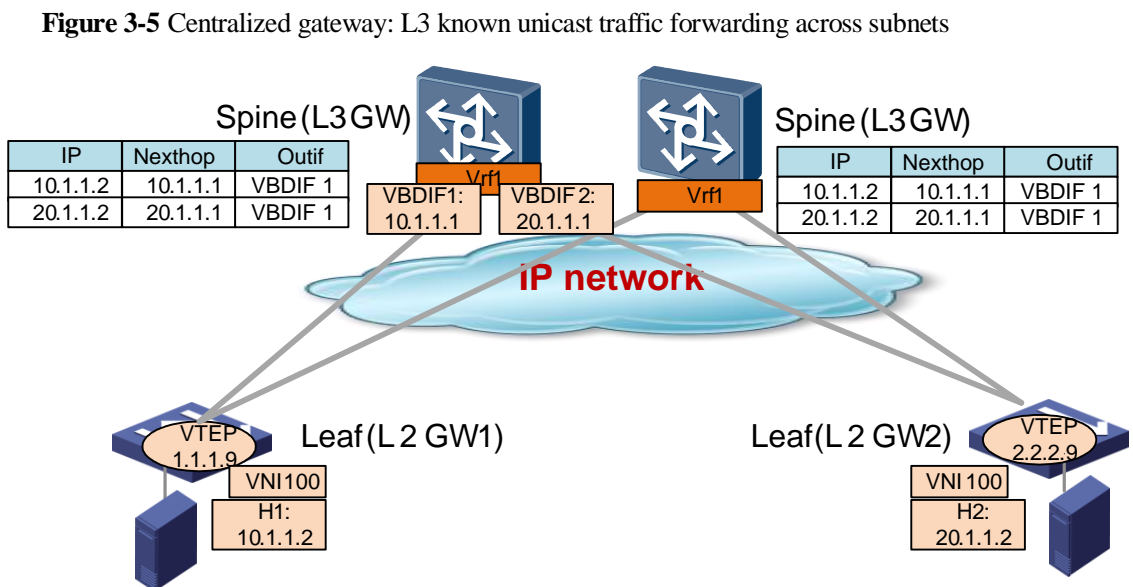 Figure 3-5 Centralized gateway: L3 known unicast traffic forwarding across subnets
Spine (L3 GW)
Spine (L3 GW)
IP Nexthop Outif
10.1.1.2 10.1.1.1 VBDIF 1
20.1.1.2 20.1.1.1 VBDIF 1
Vrf1
VBDIF1:
10.1.1.1
VBDIF 2:
20.1.1.1
Vrf1
IP Nexthop Outif
10.1.1.2 10.1.1.1 VBDIF 1
20.1.1.2 20.1.1.1 VBDIF 1
IP network
VTEP
1.1.1.9
Leaf (L 2 GW1)
VNI 100
H1:
10.1.1.2
Leaf (L 2 GW2)
VTEP
2.2.2.9
VNI 100
H2:
20.1.1.2